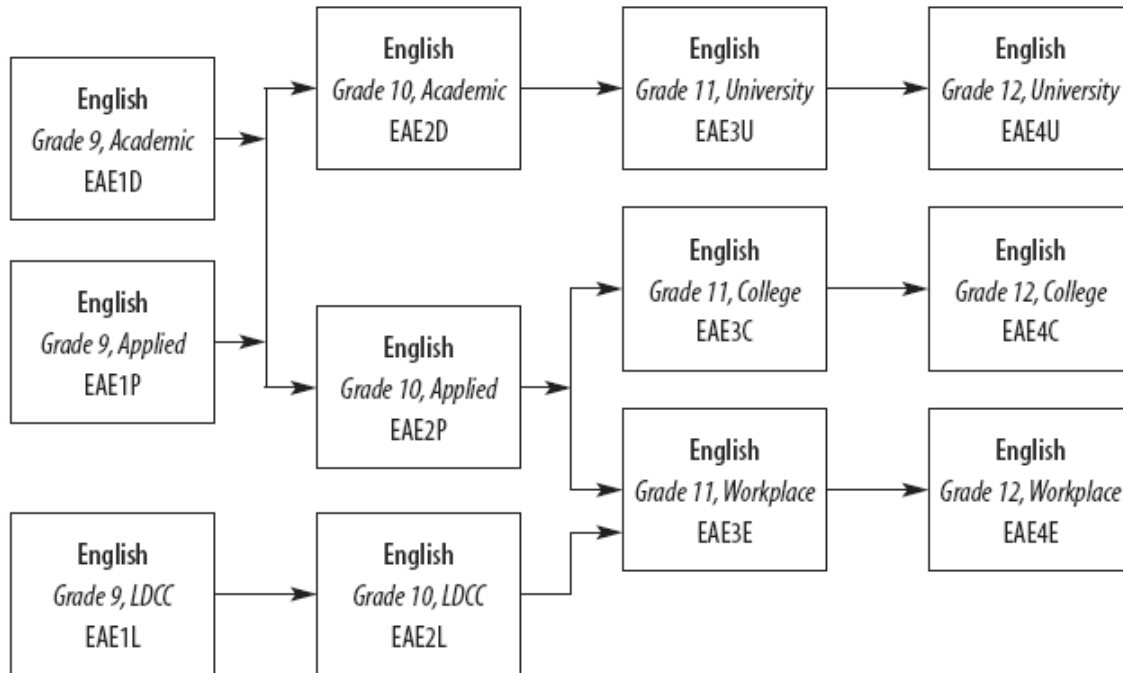 English
Grade 9, Academic
EAE1D
English
Grade 10, Academic
EAE2D
English
Grade 11, University
EAE3U
English
Grade 12, University
EAE4U
English
Grade 9, Applied
EAE1P
English
Grade 10, Applied
EAE2P
English
Grade 11, College
EAE3C
English
Grade 12, College
EAE4C
English
Grade 11, Workplace
EAE3E
English
Grade 12, Workplace
EAE4E
English
Grade 9, LDCC
EAE1L
English
Grade 10, LDCC
EAE2L